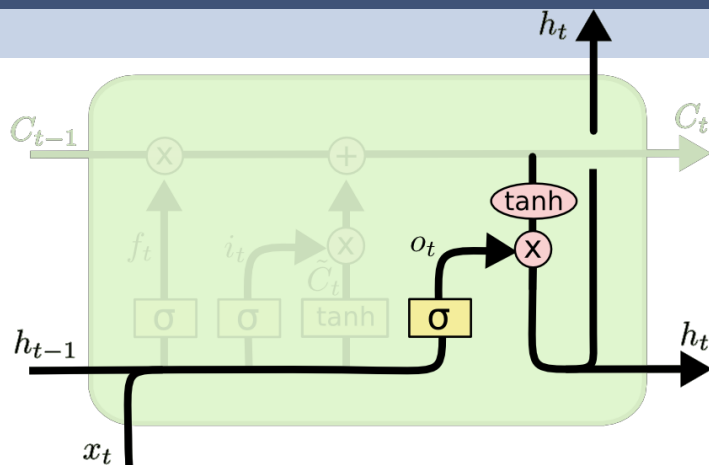 h_t
C_{t-1}
C_t
x
+
tanh
f_t
i_t
x
o_t
x
C̃_t
σ
σ
tanh
σ
h_{t-1}
h_t
x_t